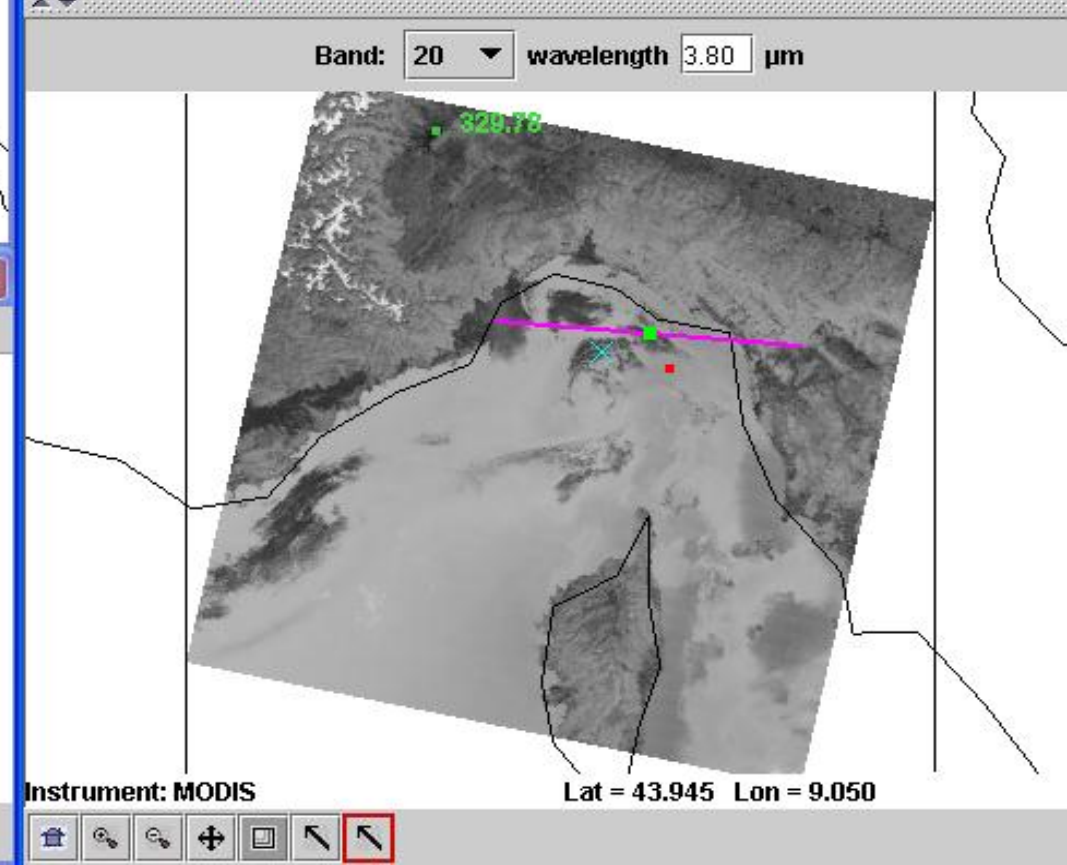 Band: 20 wavelength 3.80 µm
329.78
Instrument: MODIS Lat = 43.945 Lon = 9.050